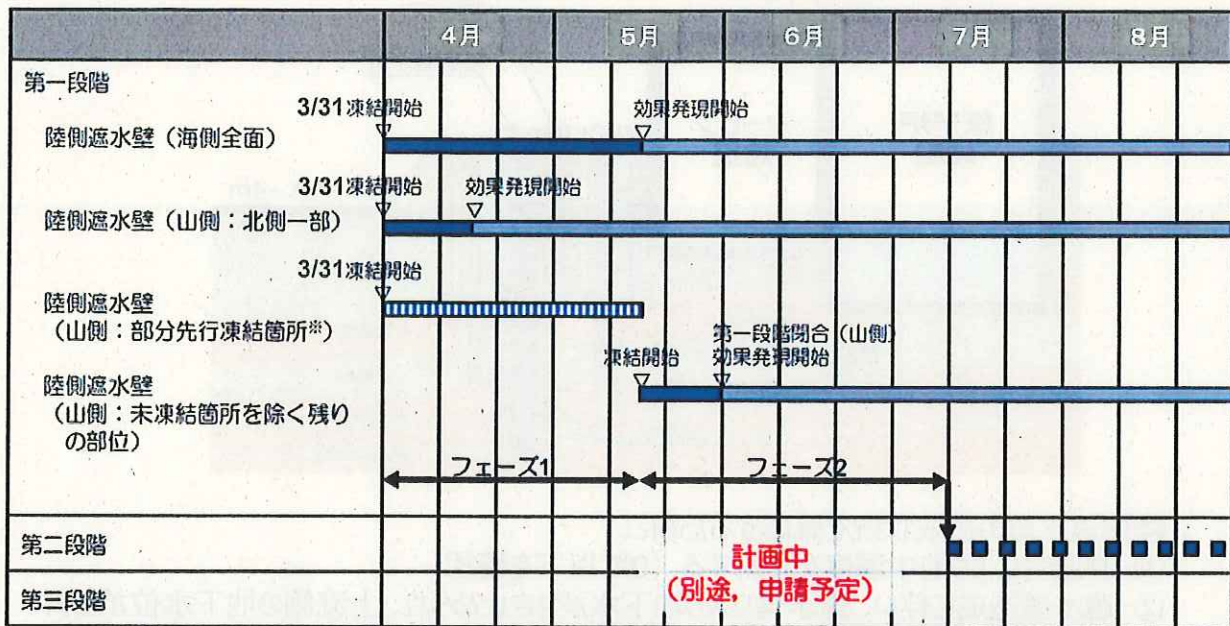 4月 5月 6月 7月 8月
第一段階
3/31凍結開始 効果発現開始
陸側遮水壁（海側全面）
3/31凍結開始 効果発現開始
陸側遮水壁（山側：北側一部）
3/31凍結開始
陸側遮水壁
（山側：部分先行凍結箇所※）
第一段階閉合（山側）
凍結開始 効果発現開始
陸側遮水壁
（山側：未凍結箇所を除く残り
の部位）
フェーズ1 フェーズ2
第二段階
計画中
（別途，申請予定）
第三段階